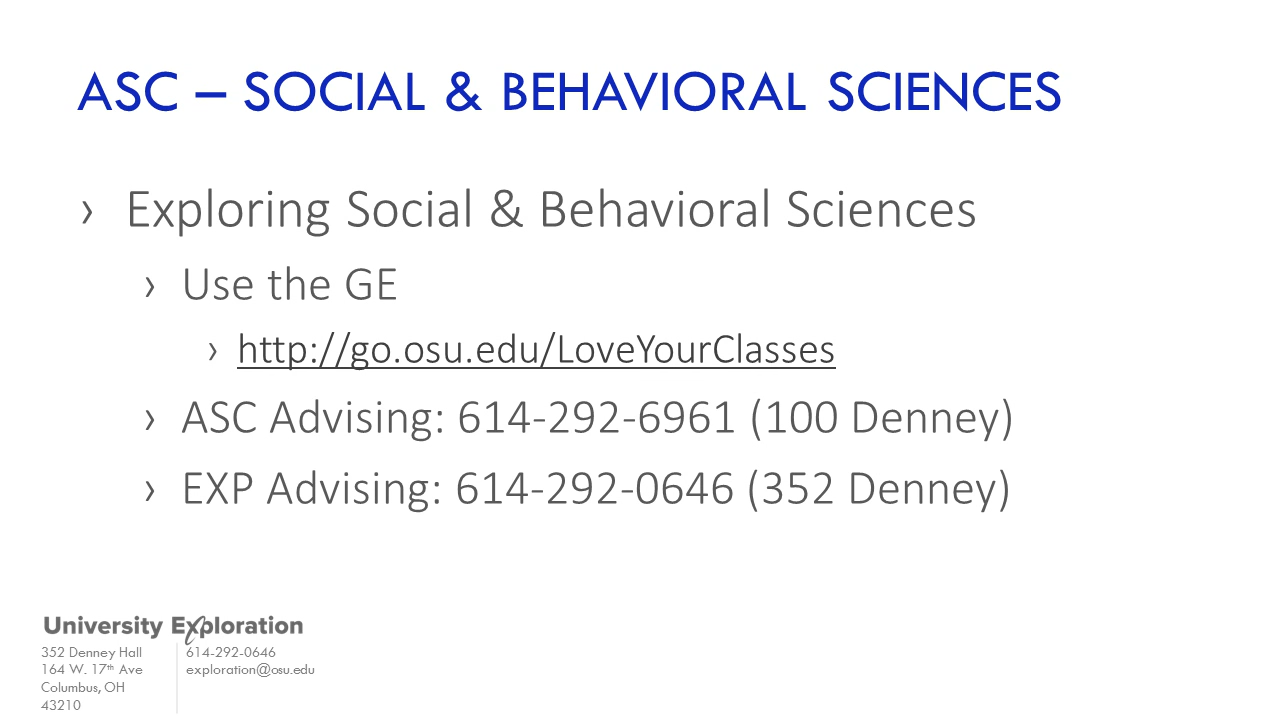 ASC – SOCIAL & BEHAVIORAL SCIENCES
› Exploring Social & Behavioral Sciences
› Use the GE
› http://go.osu.edu/LoveYourClasses
› ASC Advising: 614-292-6961 (100 Denney)
› EXP Advising: 614-292-0646 (352 Denney)
University Exploration
352 Denney Hall
164 W. 17th Ave
Columbus, OH
43210
614-292-0646
exploration@osu.edu